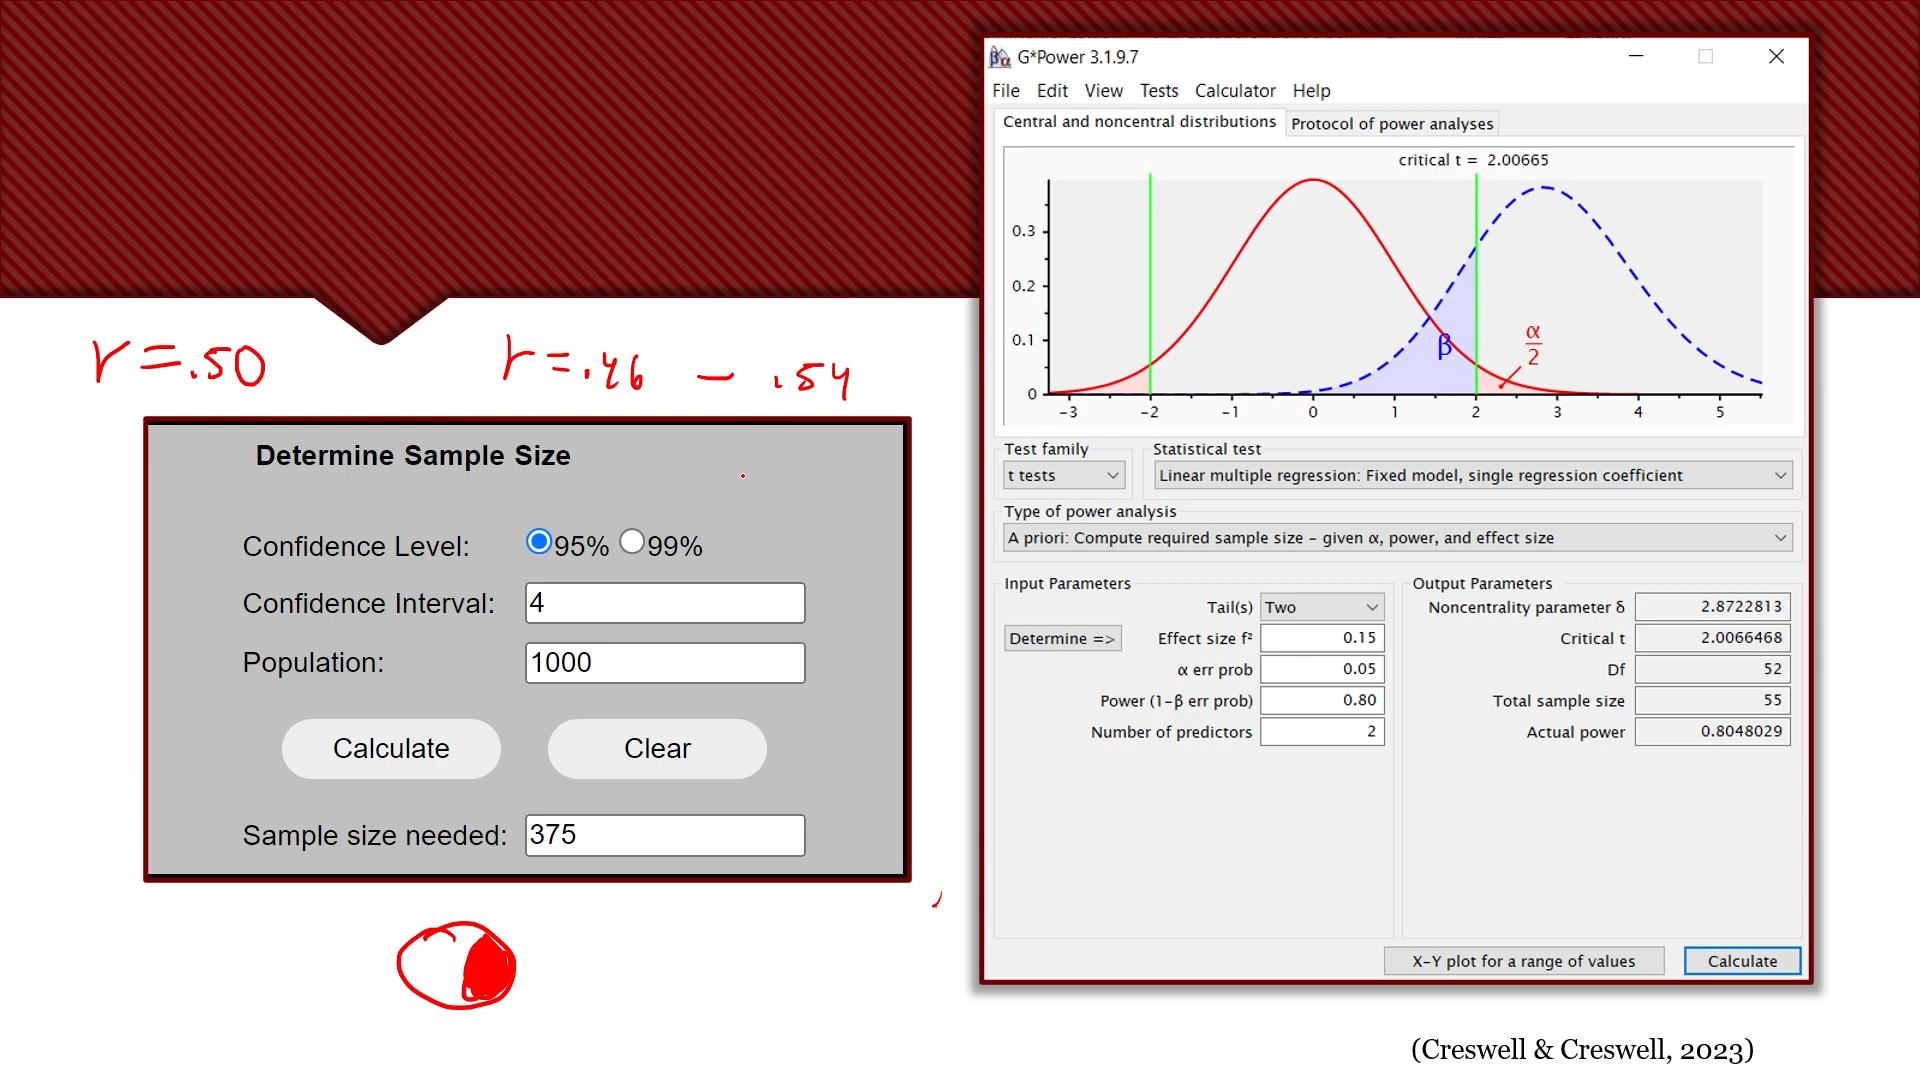 r=.50
r=.46 – .54
Determine Sample Size
Confidence Level: 95% 99%
Confidence Interval: 4
Population: 1000
Calculate Clear
Sample size needed: 375
G*Power 3.1.9.7
File Edit View Tests Calculator Help
Central and noncentral distributions Protocol of power analyses
critical t = 2.00665
0.3
0.2
0.1
0
β
α
2
-3 -2 -1 0 1 2 3 4 5
Test family Statistical test
t tests Linear multiple regression: Fixed model, single regression coefficient
Type of power analysis
A priori: Compute required sample size – given α, power, and effect size
Input Parameters
Tail(s) Two
Determine => Effect size f² 0.15
α err prob 0.05
Power (1-β err prob) 0.80
Number of predictors 2
Output Parameters
Noncentrality parameter δ 2.8722813
Critical t 2.0066468
Df 52
Total sample size 55
Actual power 0.8048029
X-Y plot for a range of values Calculate
(Creswell & Creswell, 2023)